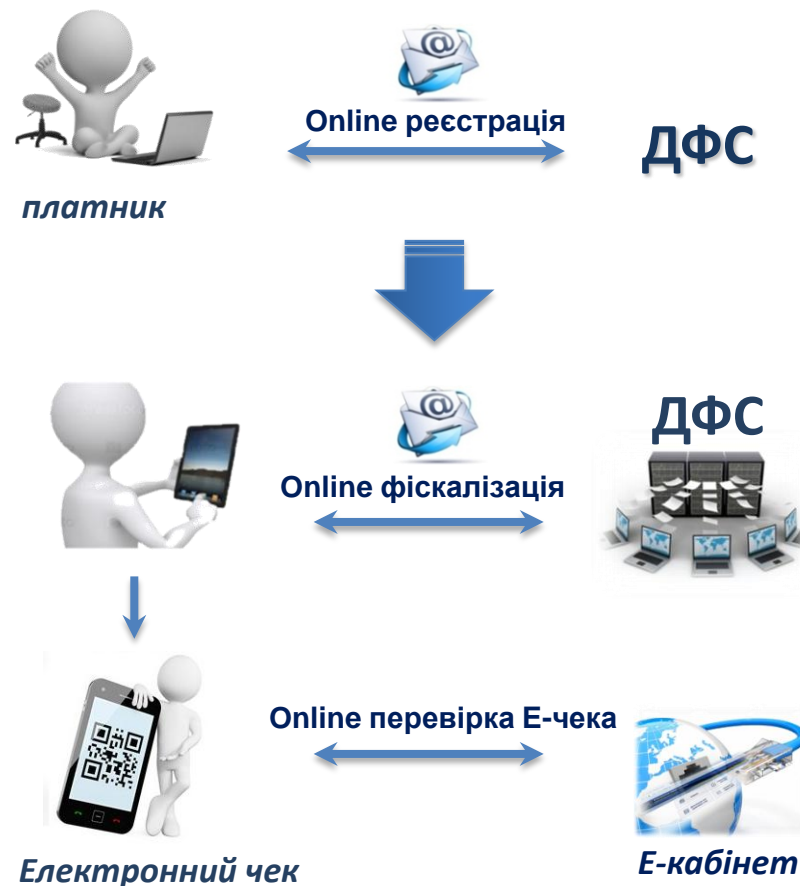 Online реєстрація
ДФС
платник
ДФС
Online фіскалізація
Online перевірка Е-чека
Електронний чек
Е-кабінет